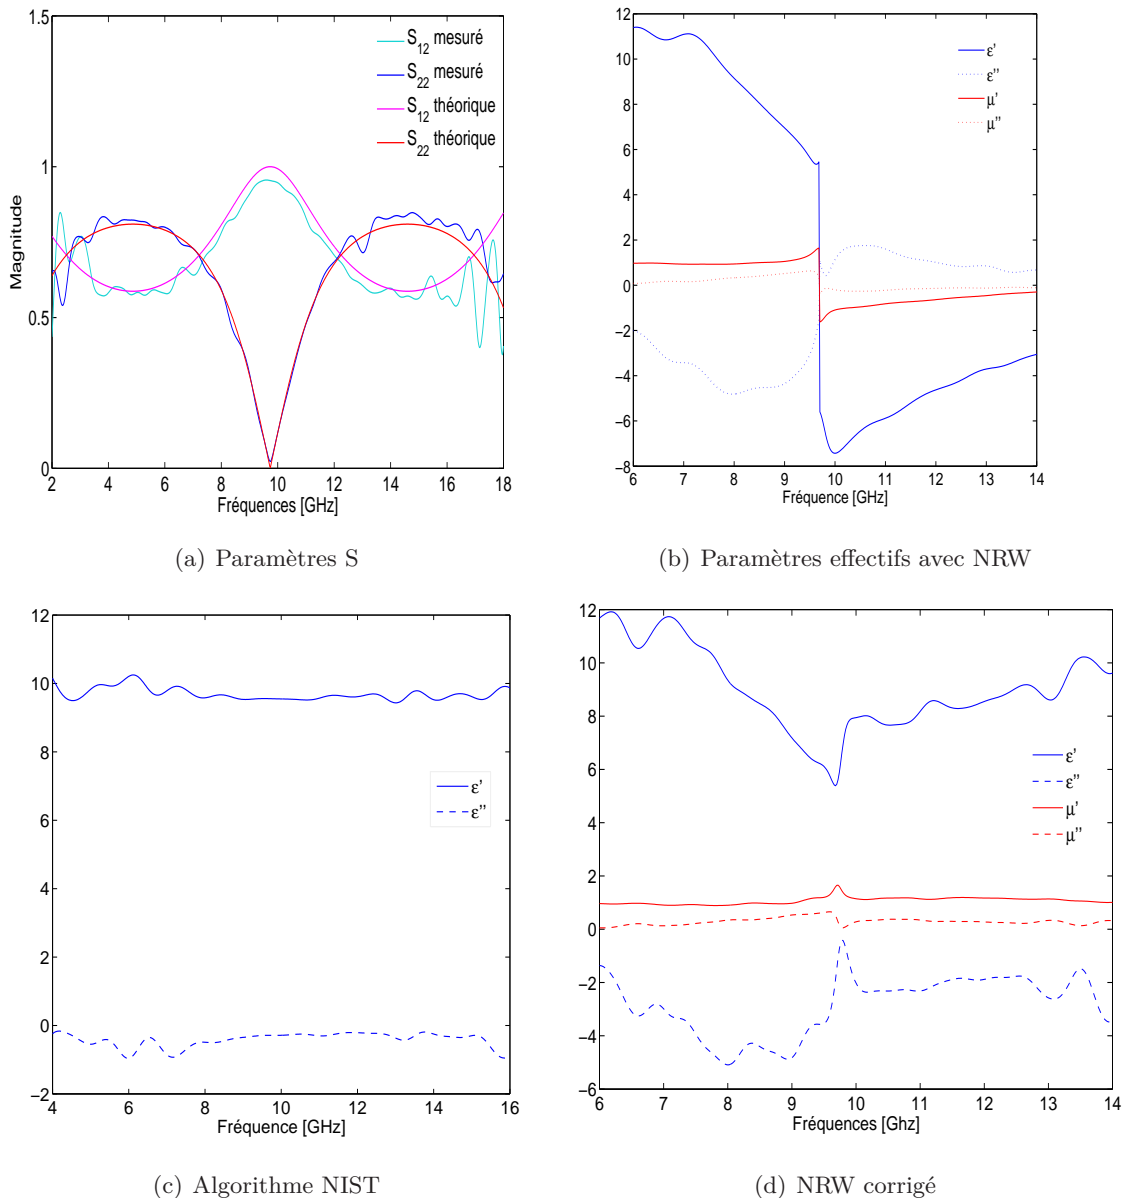 1.5
1
0.5
0
Magnitude
S12 mesuré
S22 mesuré
S12 théorique
S22 théorique
2 4 6 8 10 12 14 16 18
Fréquences [GHz]
(a) Paramètres S
12
10
8
6
4
2
0
−2
−4
−6
−8
ε'
ε''
μ'
μ''
6 7 8 9 10 11 12 13 14
Fréquence [GHz]
(b) Paramètres effectifs avec NRW
12
10
8
6
4
2
0
−2
ε'
ε''
4 6 8 10 12 14 16
Fréquence [GHz]
(c) Algorithme NIST
12
10
8
6
4
2
0
−2
−4
−6
ε'
ε''
μ'
μ''
6 7 8 9 10 11 12 13 14
Fréquences [Ghz]
(d) NRW corrigé